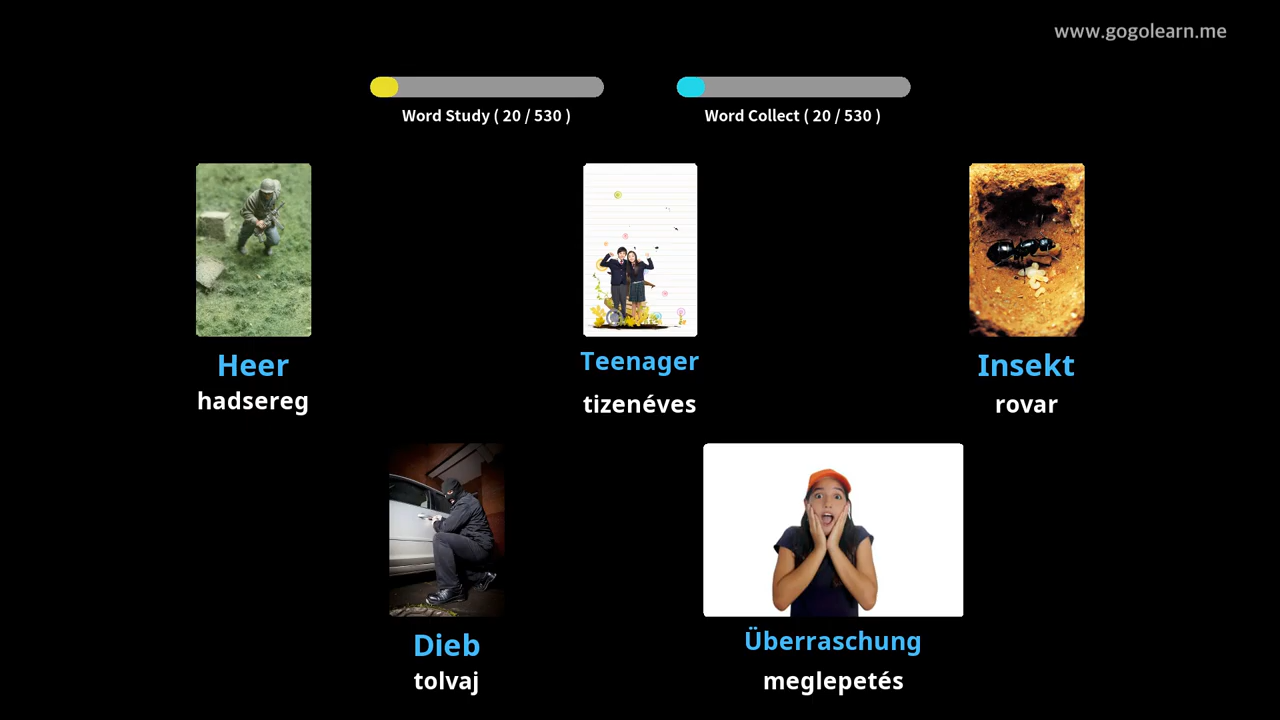 www.gogolearn.me
Word Study ( 20 / 530 )
Word Collect ( 20 / 530 )
Heer
hadsereg
Teenager
tizenéves
Insekt
rovar
Dieb
tolvaj
Überraschung
meglepetés